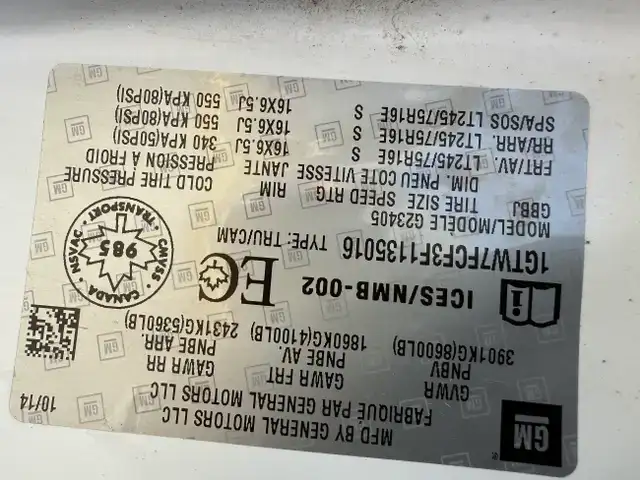 GM
MFD BY GENERAL MOTORS LLC 10/14
FABRIQUÉ PAR GENERAL MOTORS LLC
GVWR GAWR FRT GAWR RR
PNBV PNBE AV. PNBE ARR.
3901KG(8600LB) 1860KG(4100LB) 2431KG(5360LB)
ICES/NMB-002 EC
1GTW7FCF3F1135016 TYPE: TRU/CAM
CANADA · NSVAC · TRANSPORT · CMVSS ·
985
MODEL/MODÈLE G23405
GBBJ TIRE SIZE SPEED RTG RIM COLD TIRE PRESSURE
DIM. PNEU COTE VITESSE JANTE PRESSION A FROID
FRT/AV. LT245/75R16E S 16X6.5J 340 KPA(50PSI)
RR/ARR. LT245/75R16E S 16X6.5J 550 KPA(80PSI)
SPA/SOS LT245/75R16E S 16X6.5J 550 KPA(80PSI)